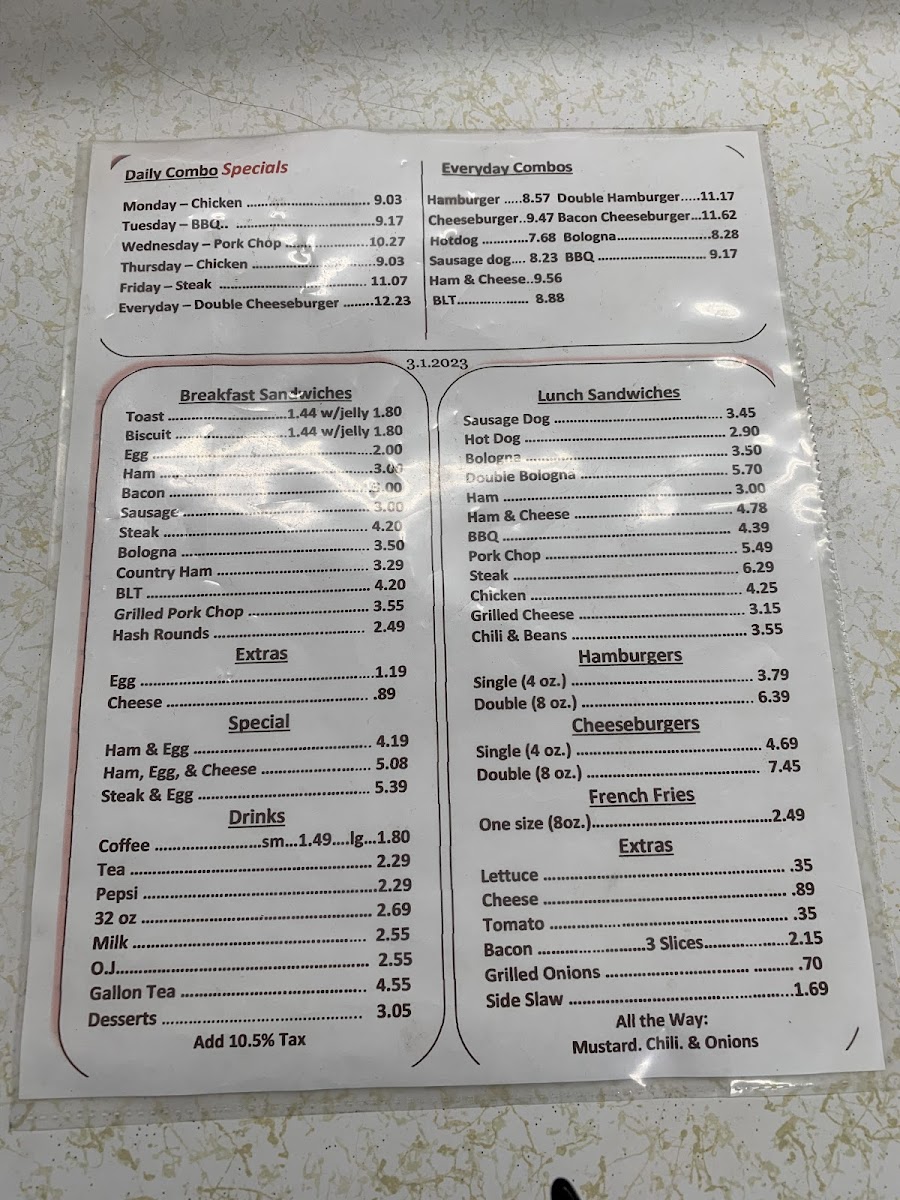 Daily Combo Specials
Monday – Chicken .................................. 9.03
Tuesday – BBQ.. ......................................9.17
Wednesday – Pork Chop .......................10.27
Thursday – Chicken ..................................9.03
Friday – Steak ......................................... 11.07
Everyday – Double Cheeseburger ........12.23
Everyday Combos
Hamburger .....8.57 Double Hamburger.....11.17
Cheeseburger..9.47 Bacon Cheeseburger...11.62
Hotdog ............7.68 Bologna........................8.28
Sausage dog.... 8.23 BBQ .................................. 9.17
Ham & Cheese..9.56
BLT.................... 8.88
3.1.2023
Breakfast Sandwiches
Toast ..............................1.44 w/jelly 1.80
Biscuit ............................1.44 w/jelly 1.80
Egg ........................................................2.00
Ham .......................................................3.00
Bacon .....................................................00
Sausage ................................................. 3.00
Steak ...................................................... 4.20
Bologna .................................................. 3.50
Country Ham .......................................... 3.29
BLT .......................................................... 4.20
Grilled Pork Chop ................................... 3.55
Hash Rounds .......................................... 2.49
Extras
Egg ..........................................................1.19
Cheese .................................................... .89
Special
Ham & Egg .............................................. 4.19
Ham, Egg, & Cheese ............................... 5.08
Steak & Egg ............................................. 5.39
Drinks
Coffee ........................sm...1.49....lg...1.80
Tea .......................................................... 2.29
Pepsi ........................................................2.29
32 oz ....................................................... 2.69
Milk ......................................................... 2.55
O.J............................................................ 2.55
Gallon Tea ............................................... 4.55
Desserts .................................................. 3.05
Add 10.5% Tax
Lunch Sandwiches
Sausage Dog ........................................... 3.45
Hot Dog ................................................... 2.90
Bologna ................................................... 3.50
Double Bologna ...................................... 5.70
Ham ......................................................... 3.00
Ham & Cheese ........................................ 4.78
BBQ ......................................................... 4.39
Pork Chop ............................................... 5.49
Steak ....................................................... 6.29
Chicken ................................................... 4.25
Grilled Cheese ........................................ 3.15
Chili & Beans .......................................... 3.55
Hamburgers
Single (4 oz.) ........................................... 3.79
Double (8 oz.) ......................................... 6.39
Cheeseburgers
Single (4 oz.) ........................................... 4.69
Double (8 oz.) ......................................... 7.45
French Fries
One size (8oz.)..........................................2.49
Extras
Lettuce .................................................... .35
Cheese ..................................................... .89
Tomato .................................................... .35
Bacon ........................3 Slices...................2.15
Grilled Onions ............................... ......... .70
Side Slaw ..................................................1.69
All the Way:
Mustard. Chili. & Onions